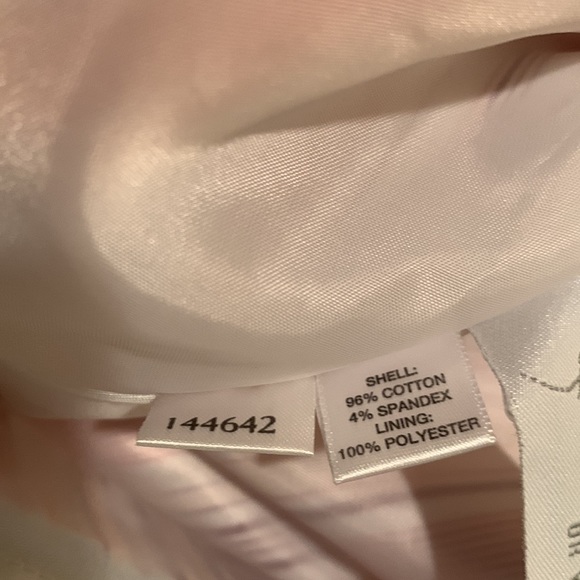 144642
SHELL:
96% COTTON
4% SPANDEX
LINING:
100% POLYESTER